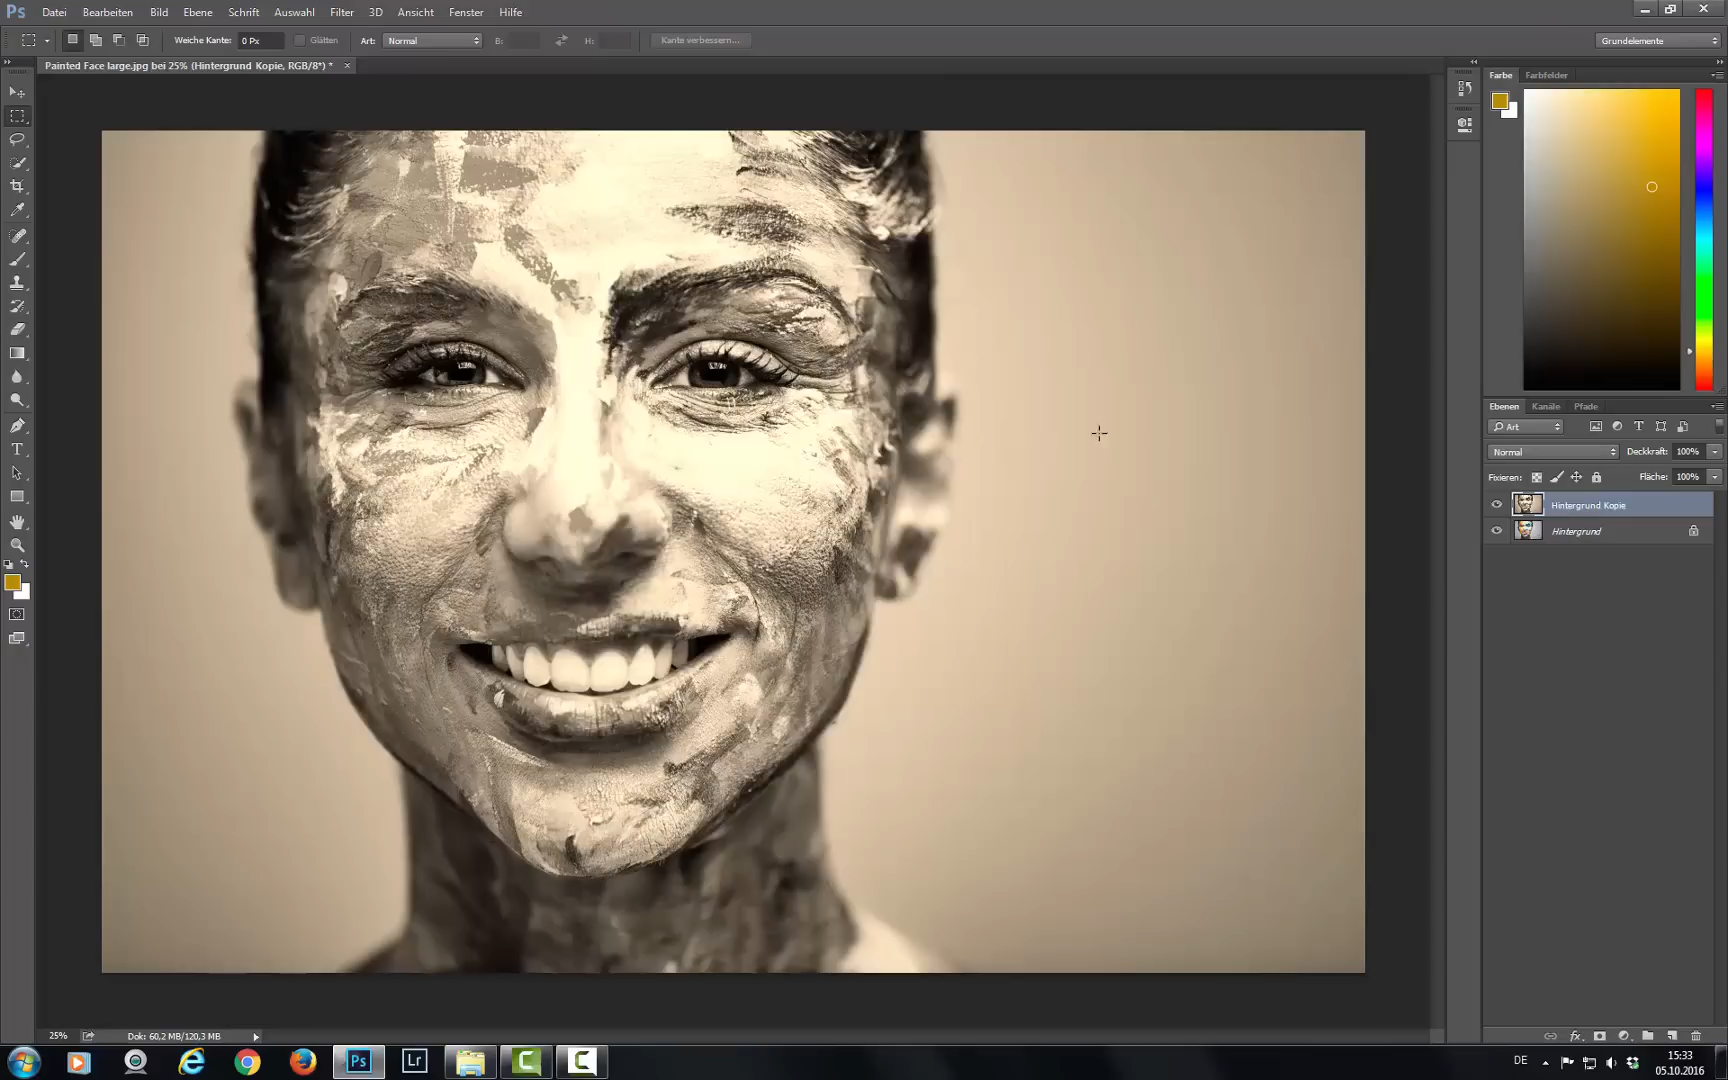 Ps Datei Bearbeiten Bild Ebene Schrift Auswahl Filter 3D Ansicht Fenster Hilfe
Weiche Kante: 0 Px Glätten Art: Normal B: H: Kante verbessern... Grundelemente
Painted Face large.jpg bei 25% (Hintergrund Kopie, RGB/8*) * ×
Farbe Farbfelder
Ebenen Kanäle Pfade
Art
Normal Deckkraft: 100%
Fixieren: Fläche: 100%
Hintergrund Kopie
Hintergrund
25% Dok: 60,2 MB/120,3 MB
Ps Lr DE 15:33
05.10.2016